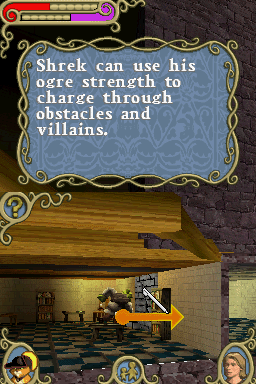 Shrek can use his
ogre strength to
charge through
obstacles and
villains.
?